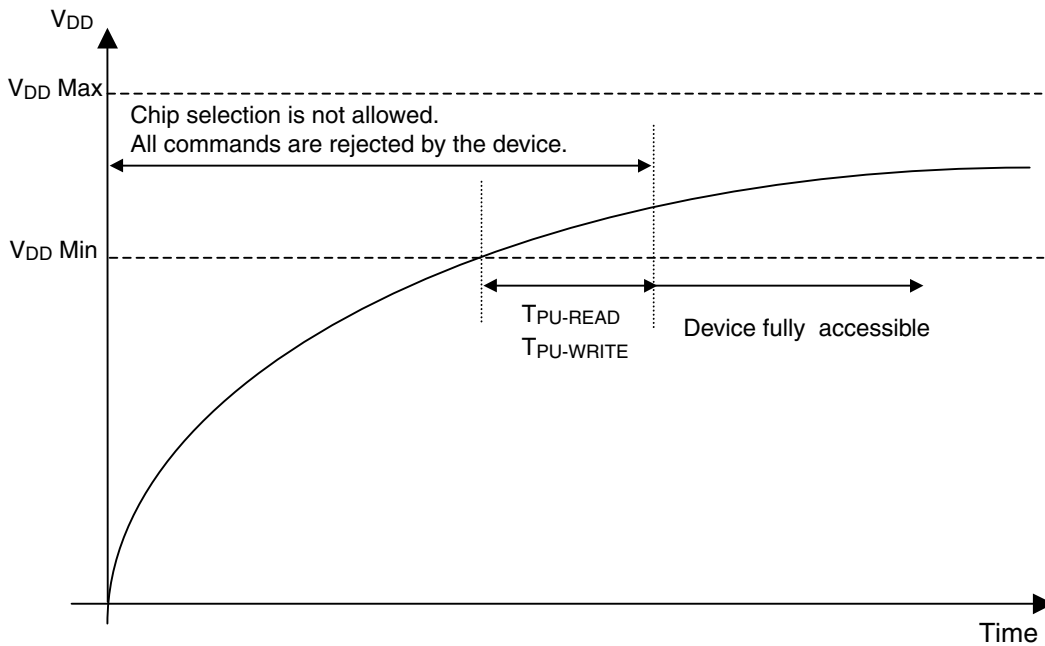 VDD
VDD Max
Chip selection is not allowed.
All commands are rejected by the device.
VDD Min
TPU-READ
TPU-WRITE
Device fully accessible
Time